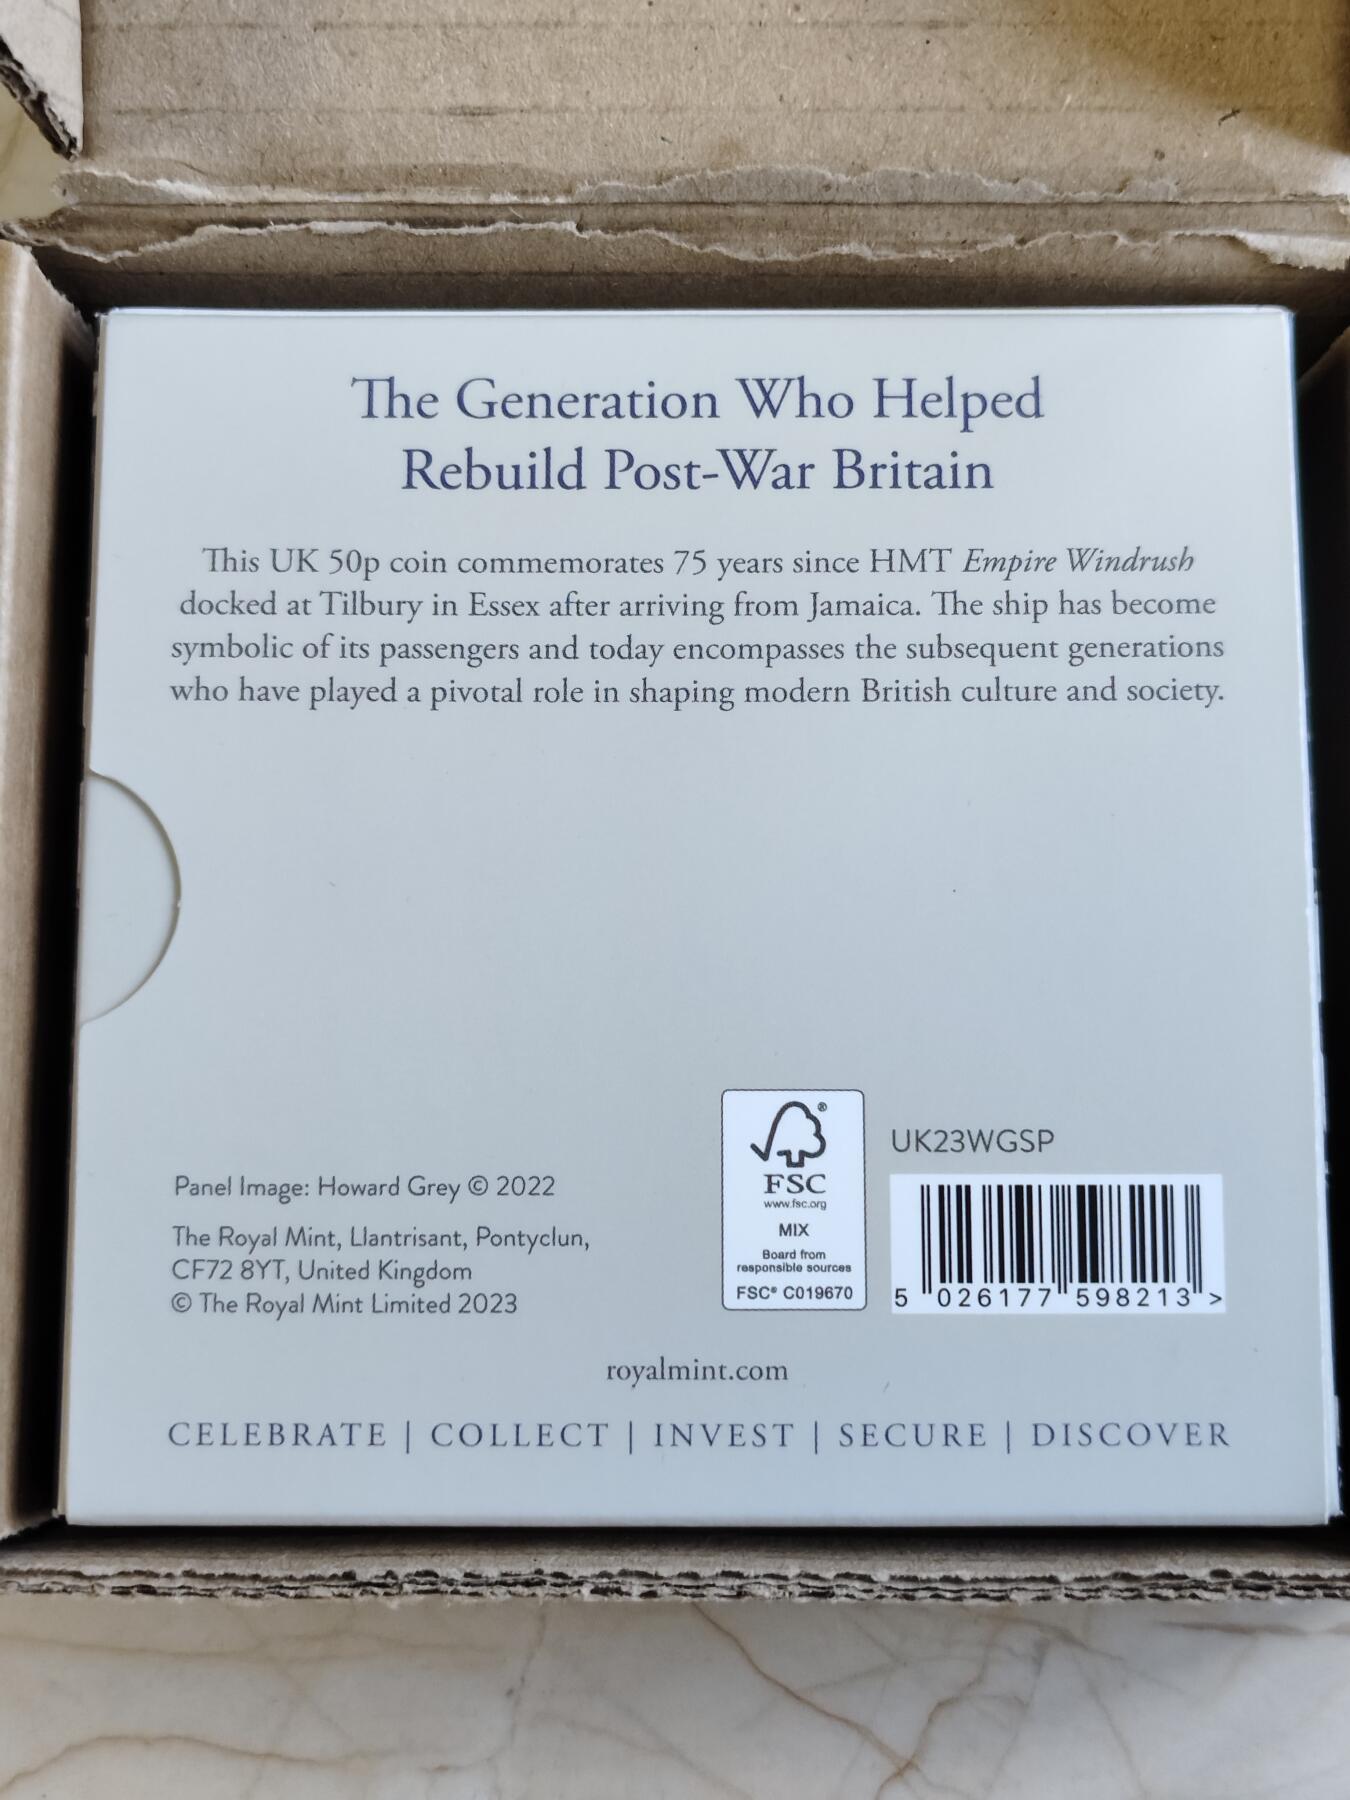 The Generation Who Helped
Rebuild Post-War Britain
This UK 50p coin commemorates 75 years since HMT Empire Windrush
docked at Tilbury in Essex after arriving from Jamaica. The ship has become
symbolic of its passengers and today encompasses the subsequent generations
who have played a pivotal role in shaping modern British culture and society.
Panel Image: Howard Grey © 2022
The Royal Mint, Llantrisant, Pontyclun,
CF72 8YT, United Kingdom
© The Royal Mint Limited 2023
®
FSC
www.fsc.org
MIX
Board from
responsible sources
FSC® C019670
UK23WGSP
5 026177 598213 >
royalmint.com
CELEBRATE | COLLECT | INVEST | SECURE | DISCOVER